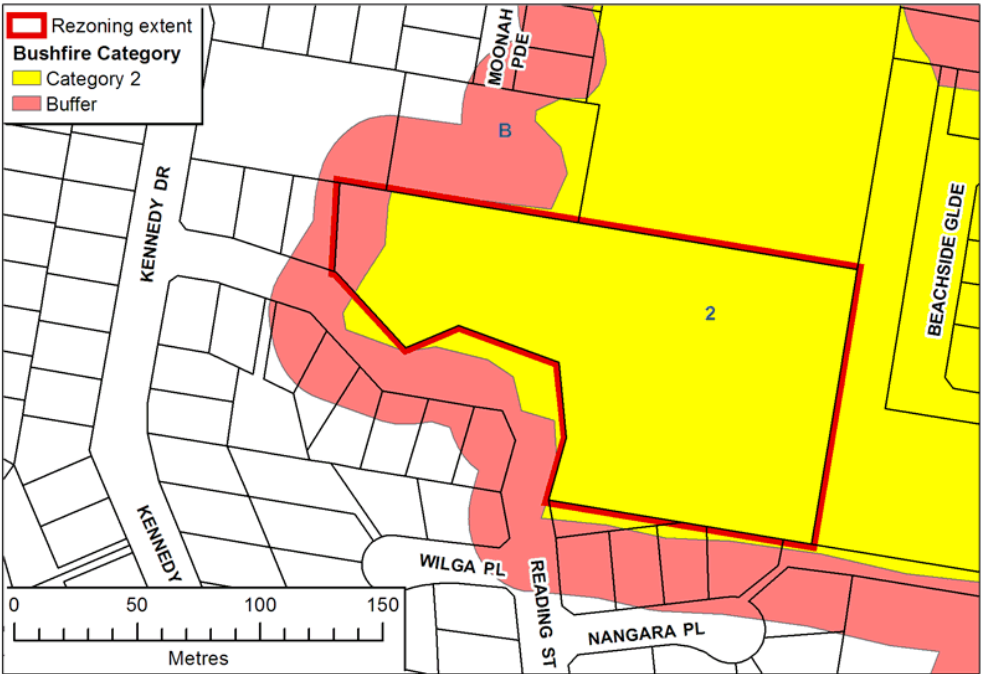 Rezoning extent
Bushfire Category
Category 2
Buffer
MOONAH
PDE
B
KENNEDY DR
BEACHSIDE GLDE
2
KENNEDY
WILGA PL
READING ST
NANGARA PL
0 50 100 150
Metres